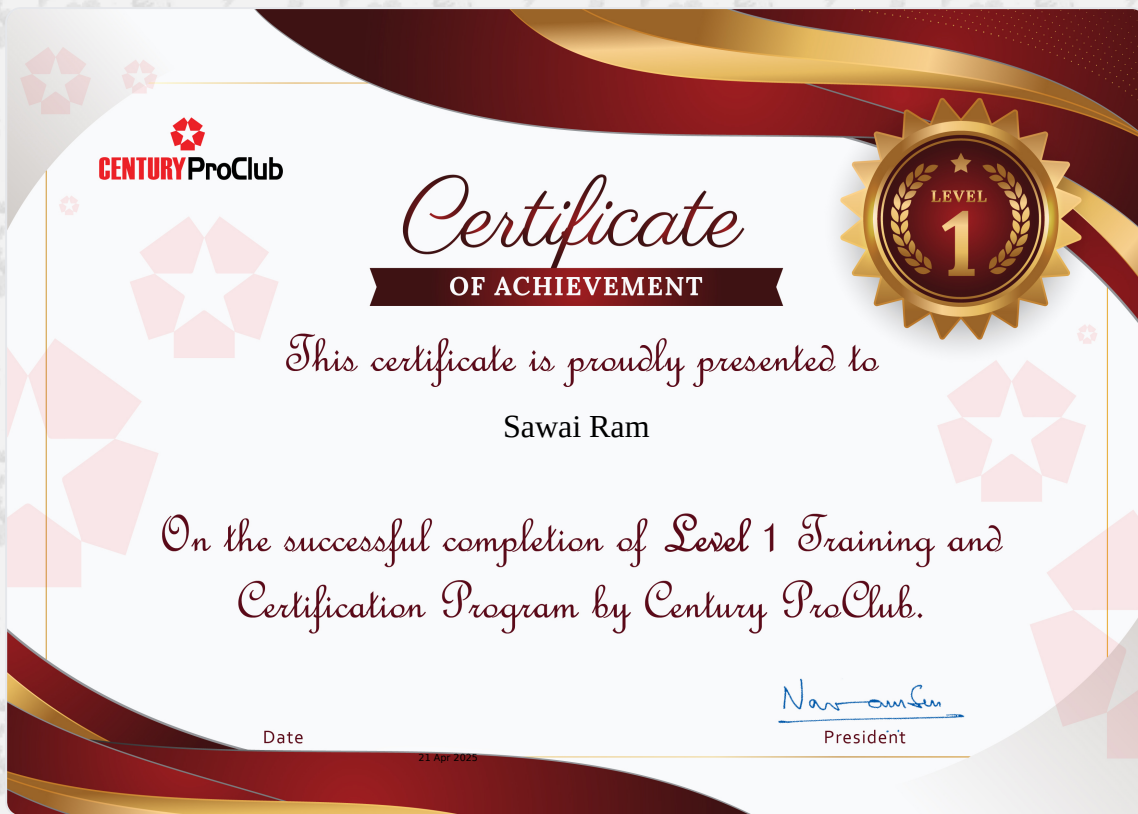 CENTURY ProClub
Certificate
OF ACHIEVEMENT
LEVEL
1
This certificate is proudly presented to
Sawai Ram
On the successful completion of Level 1 Training and
Certification Program by Century ProClub.
Date
President
21 Apr 2025